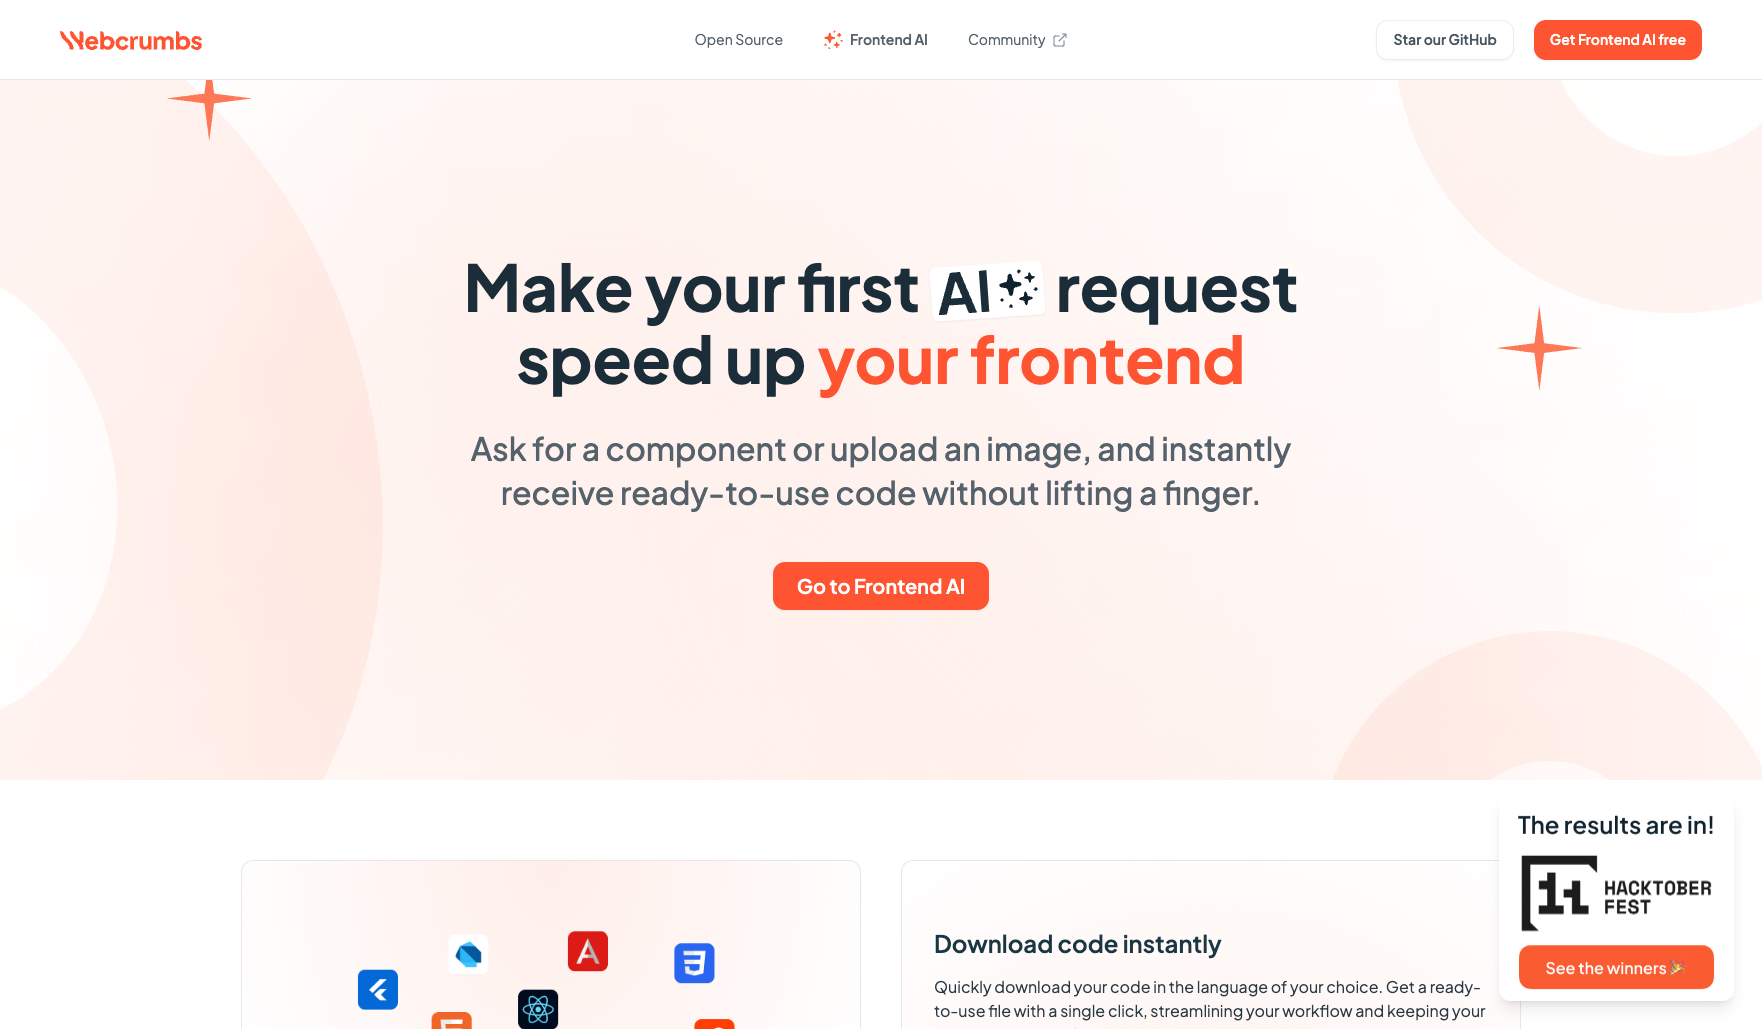 Webcrumbs
Open Source
Frontend AI
Community
Star our GitHub
Get Frontend AI free
Make your first AI request
speed up your frontend
Ask for a component or upload an image, and instantly
receive ready-to-use code without lifting a finger.
Go to Frontend AI
Download code instantly
Quickly download your code in the language of your choice. Get a ready-
to-use file with a single click, streamlining your workflow and keeping your
The results are in!
HACKTOBER
FEST
See the winners🎉